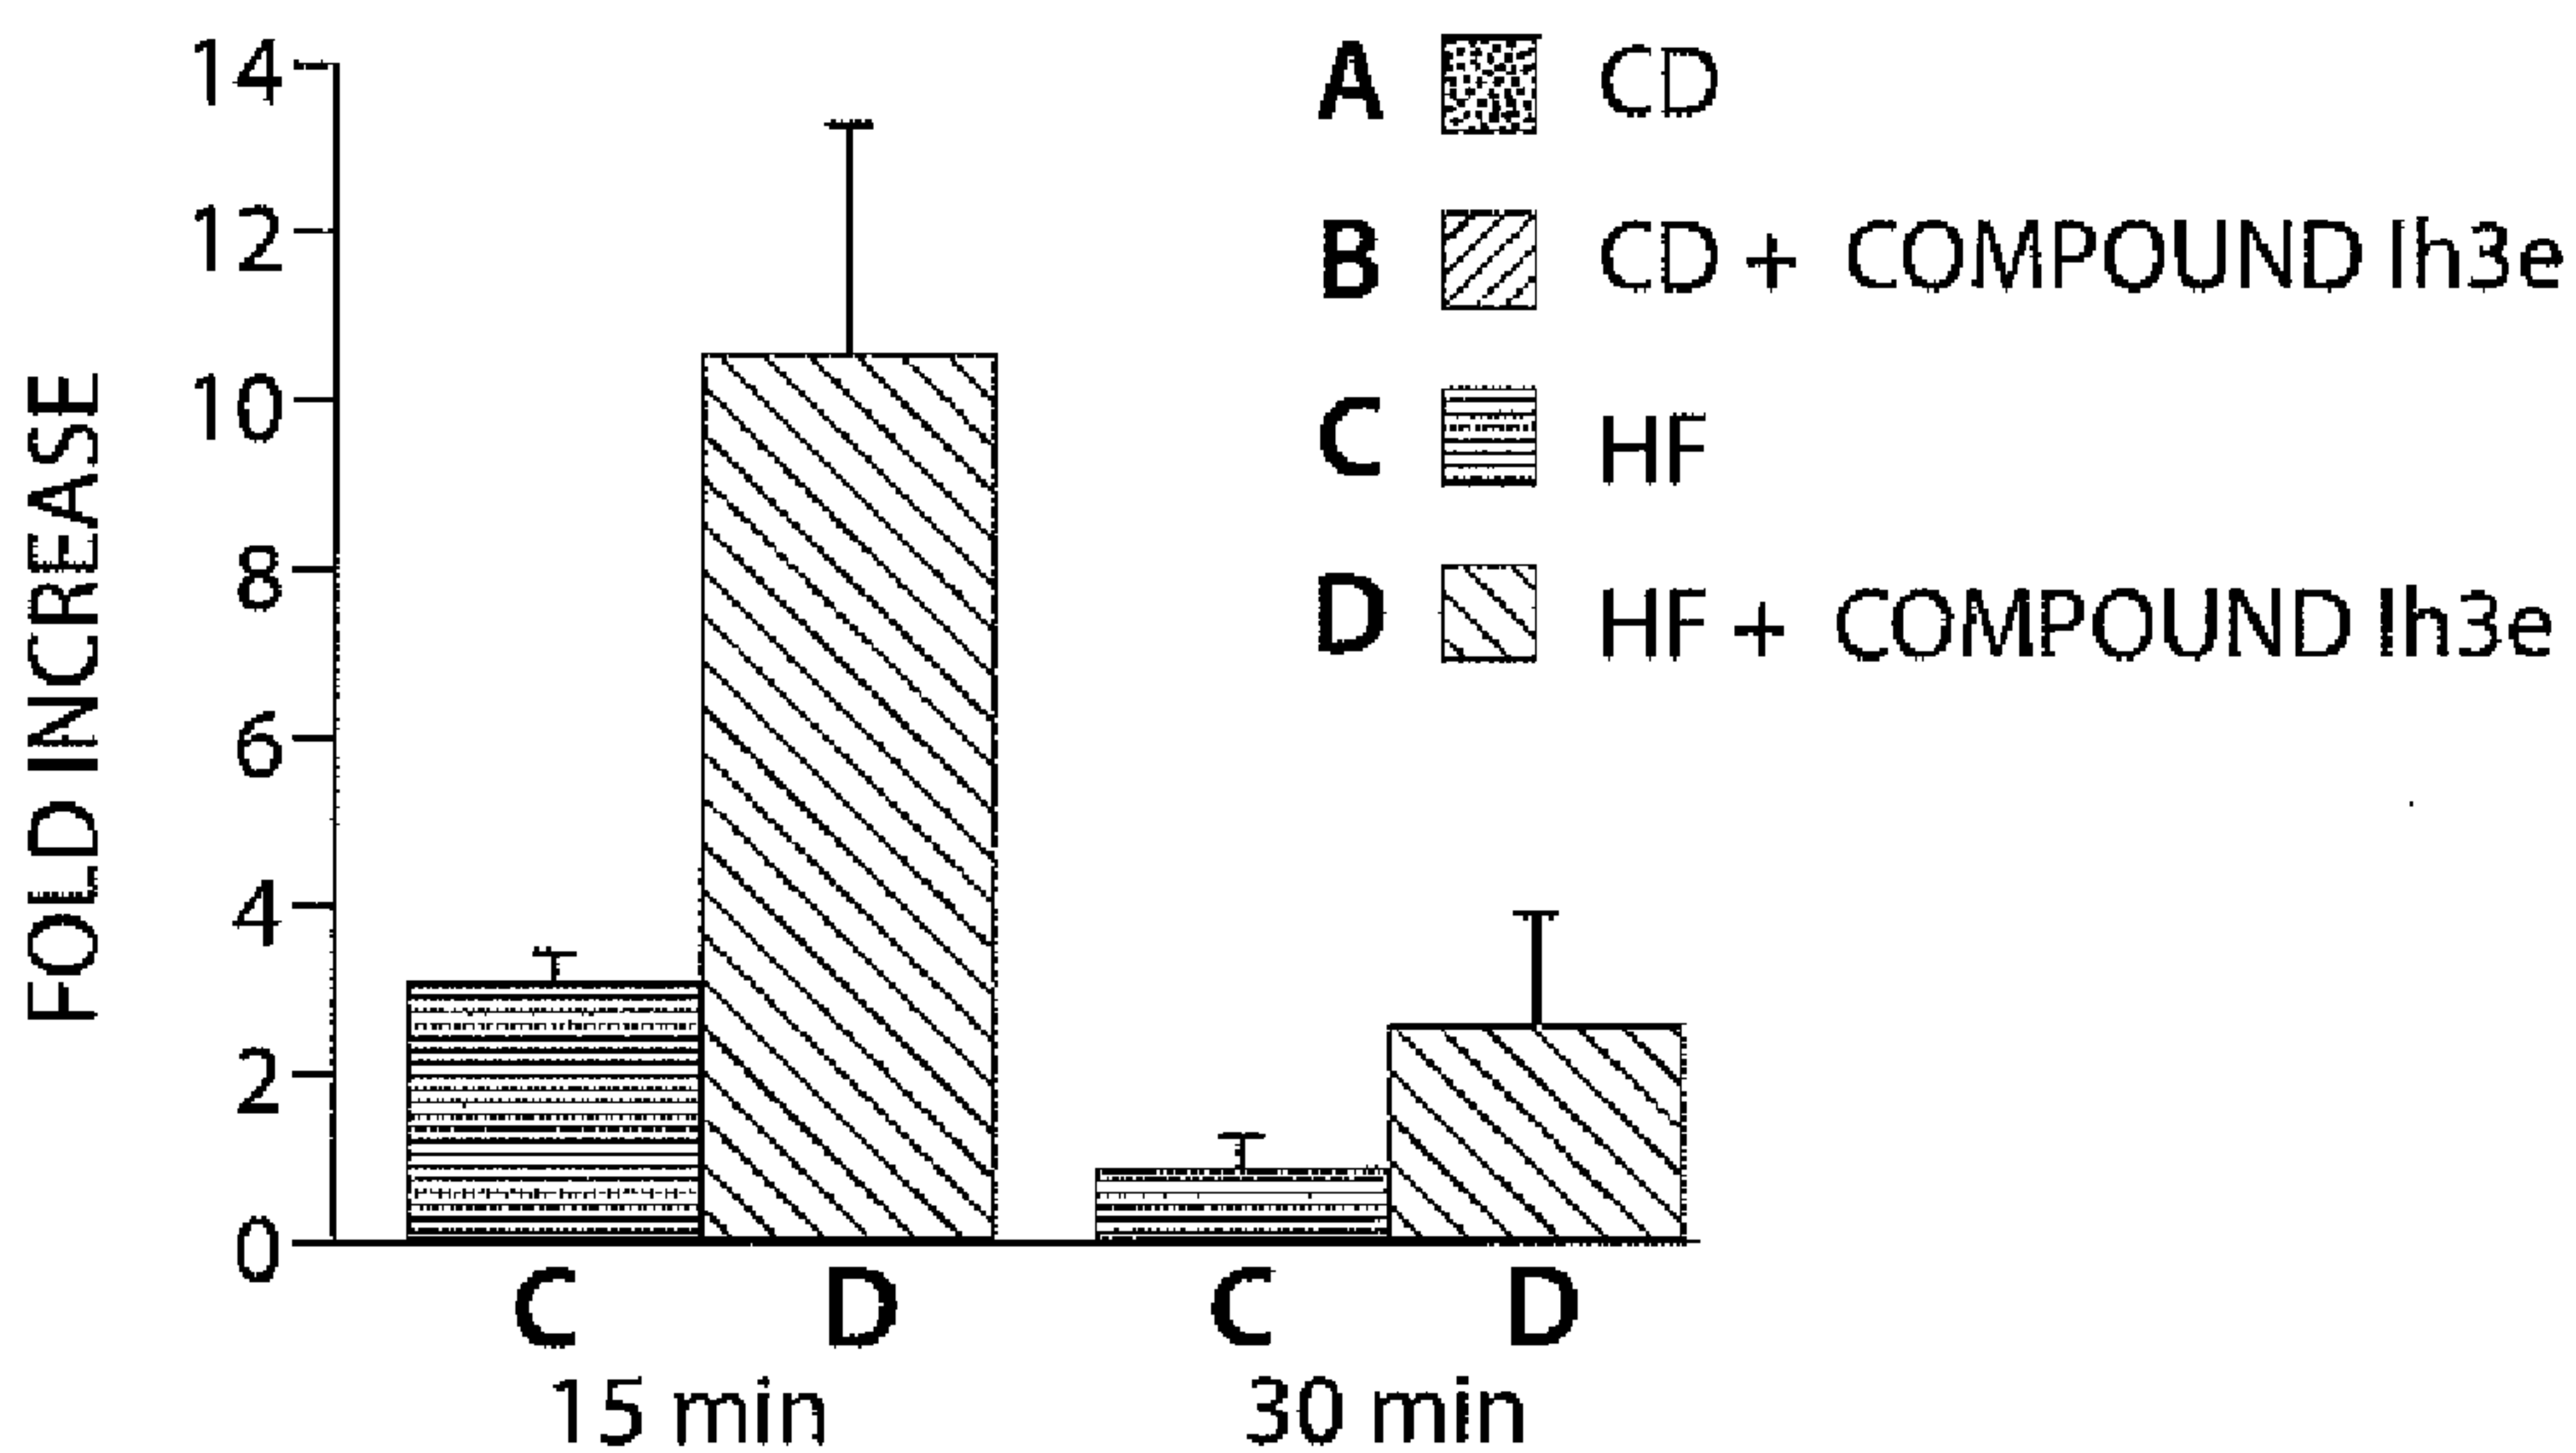 FOLD INCREASE
14
12
10
8
6
4
2
0
A CD
B CD + COMPOUND Ih3e
C HF
D HF + COMPOUND Ih3e
C D C D
15 min 30 min